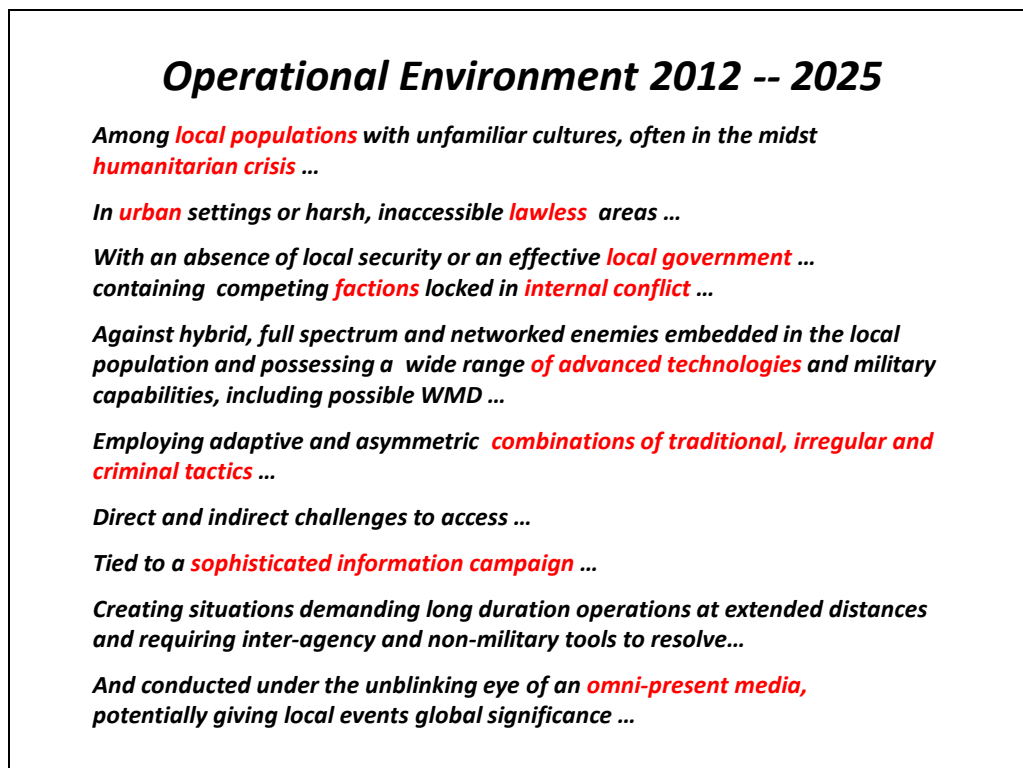 Operational Environment 2012 -- 2025
Among local populations with unfamiliar cultures, often in the midst
humanitarian crisis …
In urban settings or harsh, inaccessible lawless  areas …
With an absence of local security or an effective local government …
containing  competing factions locked in internal conflict …
Against hybrid, full spectrum and networked enemies embedded in the local
population and possessing a  wide range of advanced technologies and military
capabilities, including possible WMD …
Employing adaptive and asymmetric  combinations of traditional, irregular and
criminal tactics …
Direct and indirect challenges to access …
Tied to a sophisticated information campaign …
Creating situations demanding long duration operations at extended distances
and requiring inter-agency and non-military tools to resolve…
And conducted under the unblinking eye of an omni-present media,
potentially giving local events global significance …